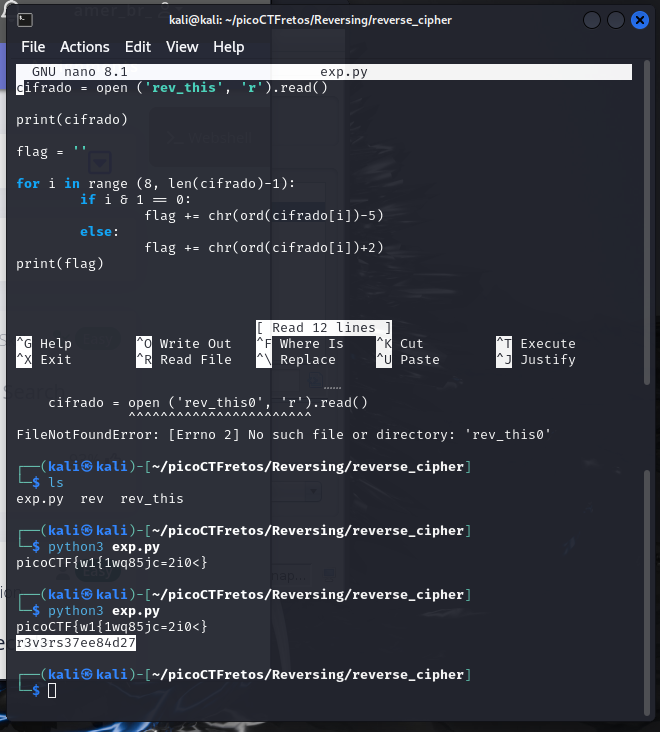 kali@kali: ~/picoCTFretos/Reversing/reverse_cipher
File Actions Edit View Help
GNU nano 8.1 exp.py
cifrado = open ('rev_this', 'r').read()
print(cifrado)
flag = ''
for i in range (8, len(cifrado)-1):
if i & 1 == 0:
flag += chr(ord(cifrado[i])-5)
else:
flag += chr(ord(cifrado[i])+2)
print(flag)
[ Read 12 lines ]
^G Help ^O Write Out ^F Where Is ^K Cut ^T Execute
^X Exit ^R Read File ^\ Replace ^U Paste ^J Justify
cifrado = open ('rev_this0', 'r').read()
^^^^^^^^^^^^^^^^^^^^^^^^
FileNotFoundError: [Errno 2] No such file or directory: 'rev_this0'
┌──(kali㉿kali)-[~/picoCTFretos/Reversing/reverse_cipher]
└─$ ls
exp.py rev rev_this
┌──(kali㉿kali)-[~/picoCTFretos/Reversing/reverse_cipher]
└─$ python3 exp.py
picoCTF{w1{1wq85jc=2i0<}
┌──(kali㉿kali)-[~/picoCTFretos/Reversing/reverse_cipher]
└─$ python3 exp.py
picoCTF{w1{1wq85jc=2i0<}
r3v3rs37ee84d27
┌──(kali㉿kali)-[~/picoCTFretos/Reversing/reverse_cipher]
└─$